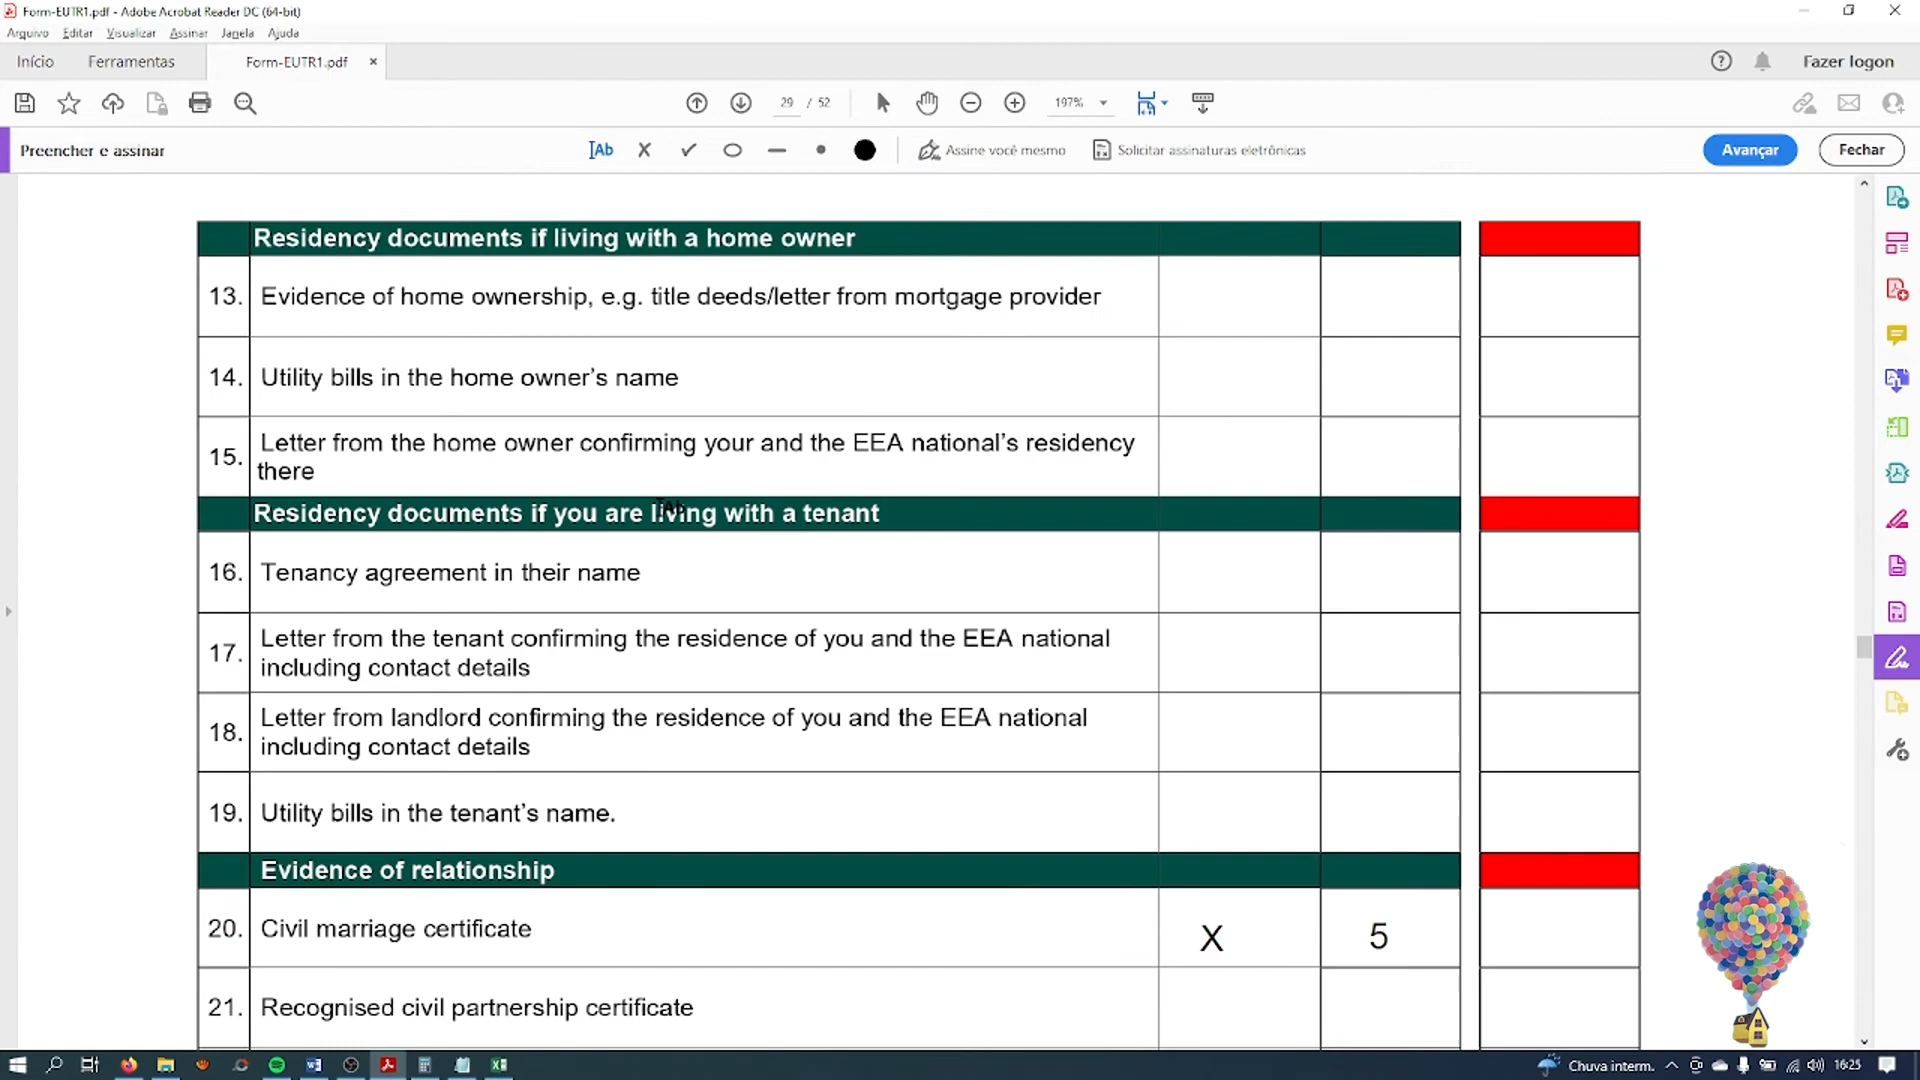 Form-EUTR1.pdf - Adobe Acrobat Reader DC (64-bit)
Arquivo Editar Visualizar Assinar Janela Ajuda
Início Ferramentas Form-EUTR1.pdf × Fazer logon
29 / 52 197%
Preencher e assinar Ab Assine você mesmo Solicitar assinaturas eletrônicas Avançar Fechar
Residency documents if living with a home owner
13. Evidence of home ownership, e.g. title deeds/letter from mortgage provider
14. Utility bills in the home owner’s name
15. Letter from the home owner confirming your and the EEA national’s residency
there
Residency documents if you are living with a tenant
16. Tenancy agreement in their name
17. Letter from the tenant confirming the residence of you and the EEA national
including contact details
18. Letter from landlord confirming the residence of you and the EEA national
including contact details
19. Utility bills in the tenant’s name.
Evidence of relationship
20. Civil marriage certificate X 5
21. Recognised civil partnership certificate
Chuva interm. 16:25